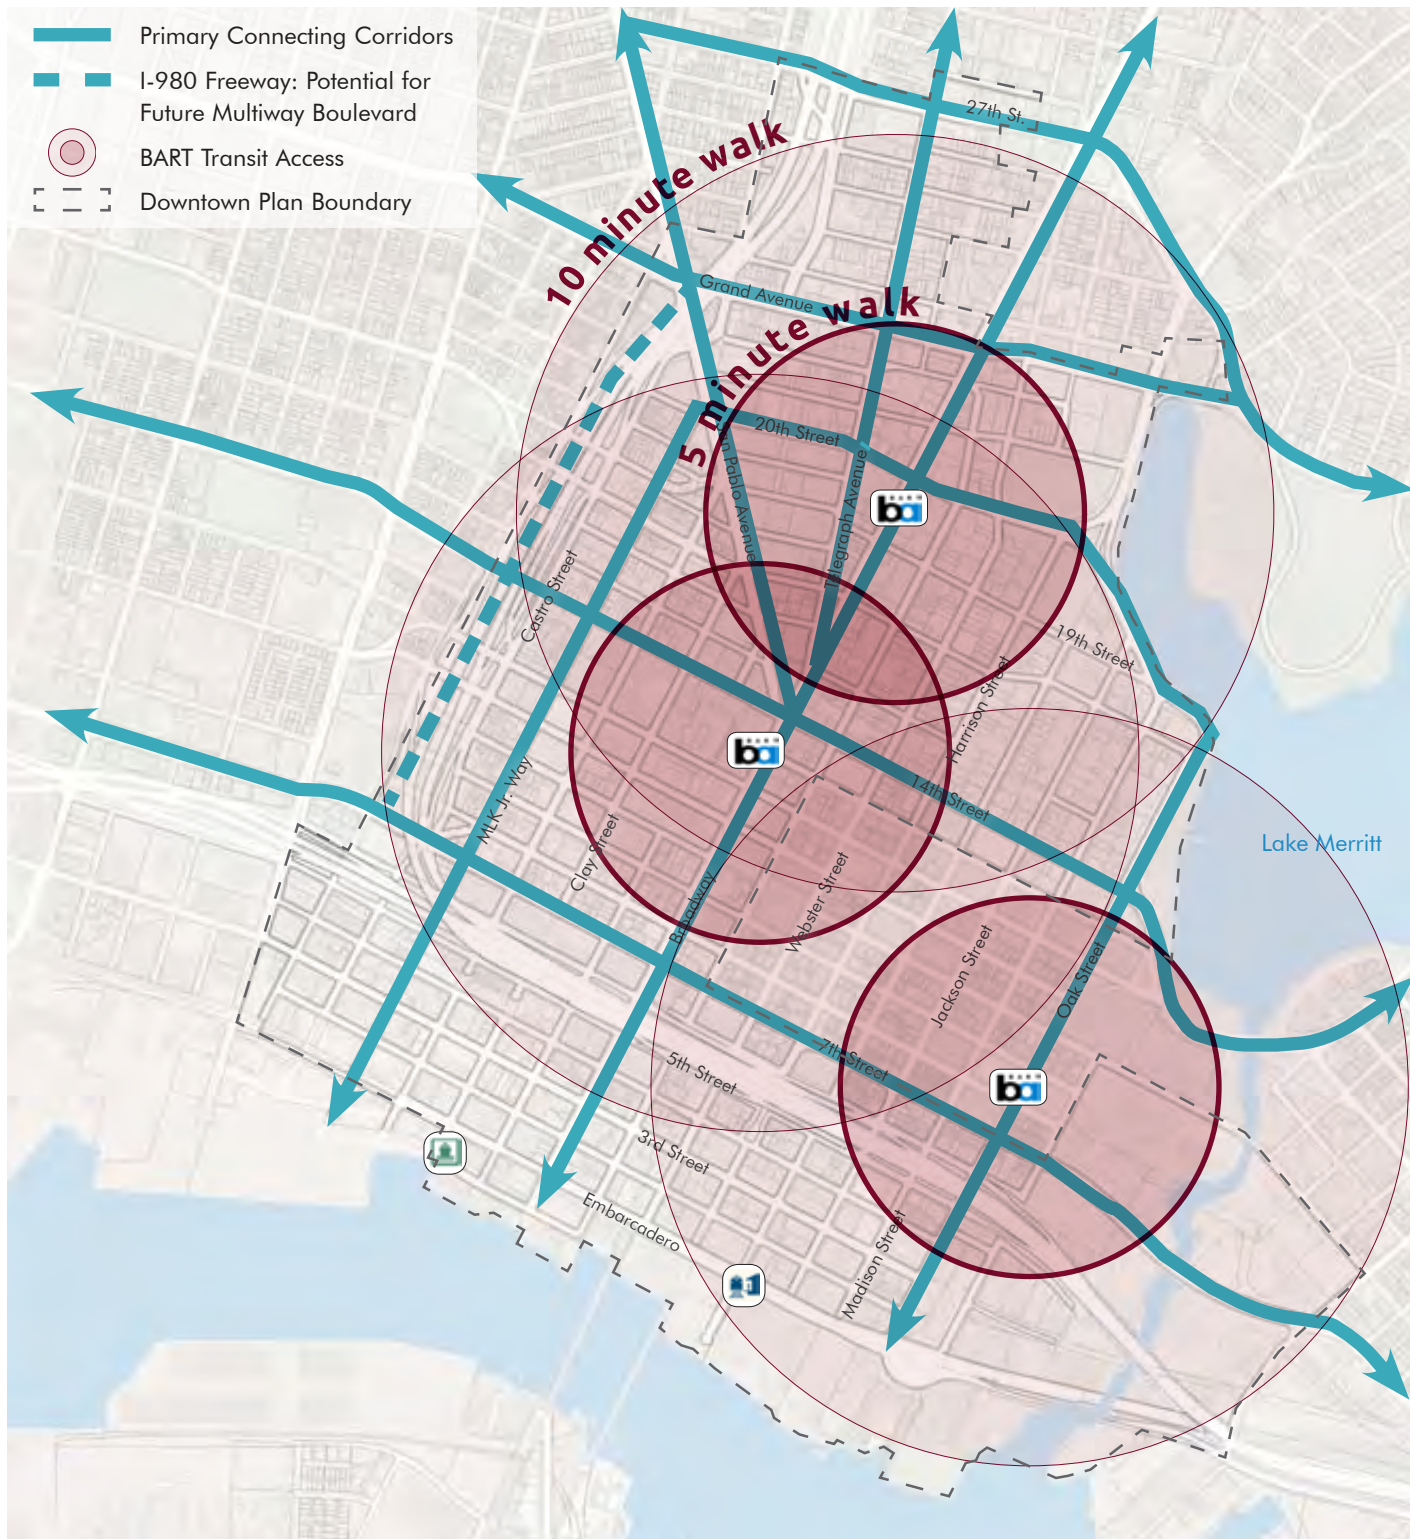 Primary Connecting Corridors
I-980 Freeway: Potential for
Future Multiway Boulevard
BART Transit Access
Downtown Plan Boundary
27th St.
10 minute walk
Grand Avenue
5 minute walk
20th Street
San Pablo Avenue
Telegraph Avenue
ba
Castro Street
19th Street
Harrison Street
ba
14th Street
MLK Jr. Way
Clay Street
Lake Merritt
Broadway
Webster Street
Jackson Street
Oak Street
7th Street
5th Street
ba
3rd Street
Embarcadero
Madison Street